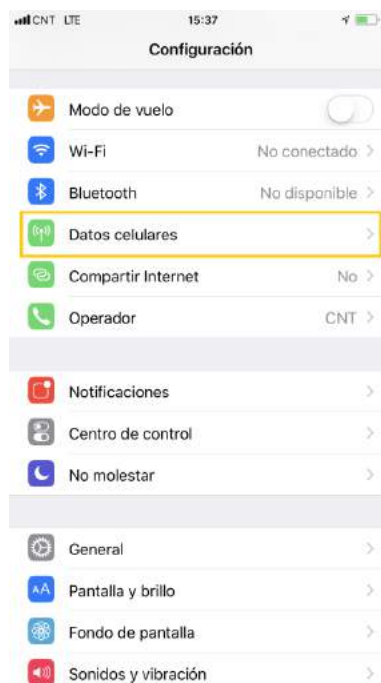 CNT LTE 15:37
Configuración
Modo de vuelo
Wi-Fi No conectado
Bluetooth No disponible
Datos celulares
Compartir Internet No
Operador CNT
Notificaciones
Centro de control
No molestar
General
AA Pantalla y brillo
Fondo de pantalla
Sonidos y vibración